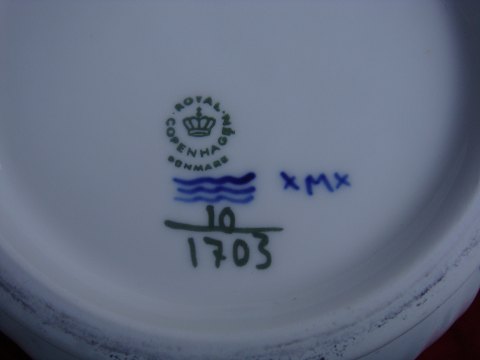 ROYAL
COPENHAGEN
DENMARK
XMX
10
1703